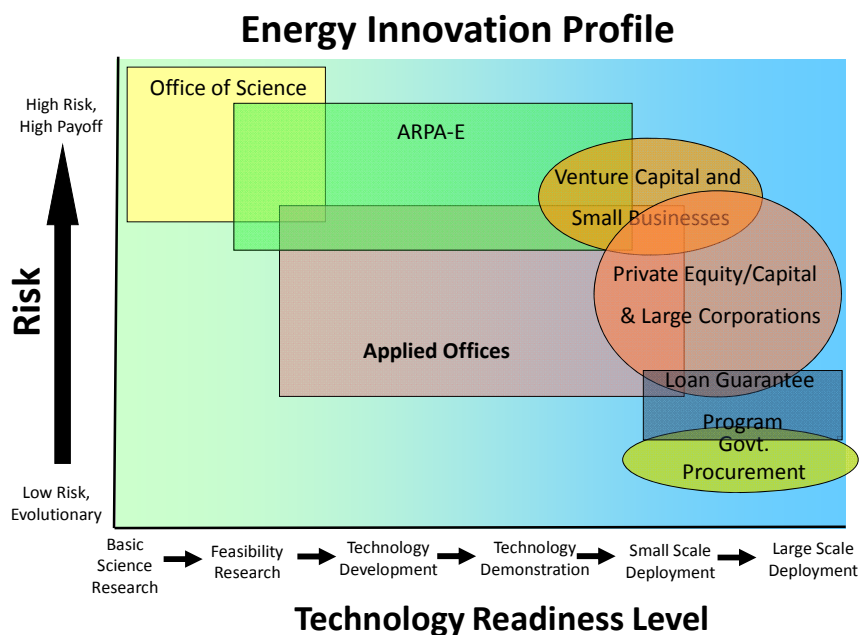 Energy Innovation Profile
Office of Science
High Risk,
High Payoff
ARPA-E
Venture Capital and
Small Businesses
Private Equity/Capital
& Large Corporations
Risk
Applied Offices
Loan Guarantee
Program
Govt.
Procurement
Low Risk,
Evolutionary
Basic
Science
Research
Feasibility
Research
Technology
Development
Technology
Demonstration
Small Scale
Deployment
Large Scale
Deployment
Technology Readiness Level